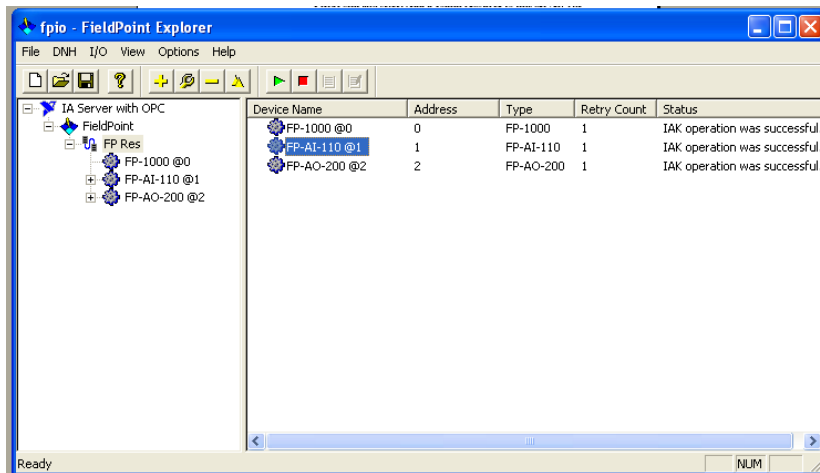 fpio - FieldPoint Explorer
File DNH I/O View Options Help
IA Server with OPC
FieldPoint
FP Res
FP-1000 @0
FP-AI-110 @1
FP-AO-200 @2
Device Name Address Type Retry Count Status
FP-1000 @0 0 FP-1000 1 IAK operation was successful
FP-AI-110 @1 1 FP-AI-110 1 IAK operation was successful
FP-AO-200 @2 2 FP-AO-200 1 IAK operation was successful
Ready NUM